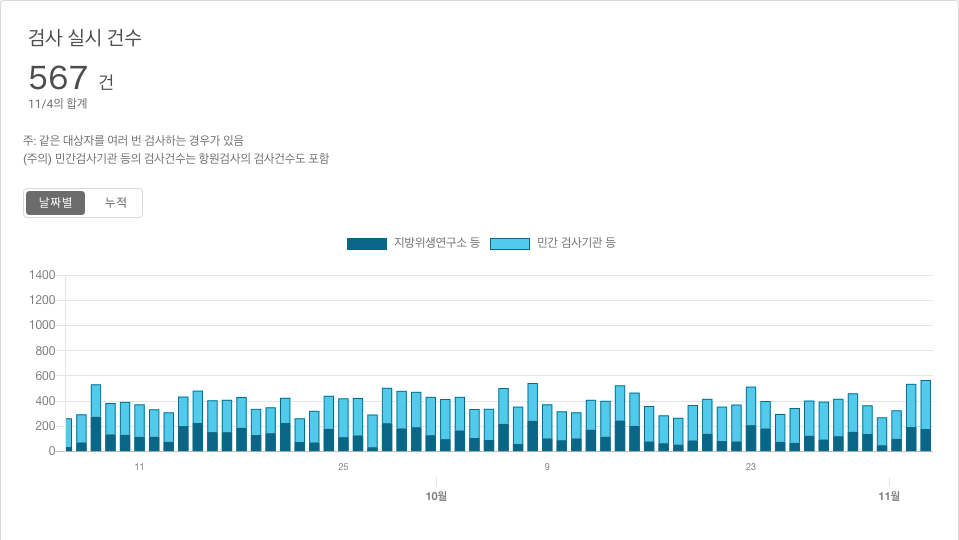 검사 실시 건수
567 건
11/4의 합계
주: 같은 대상자를 여러 번 검사하는 경우가 있음
(주의) 민간검사기관 등의 검사건수는 항원검사의 검사건수도 포함
날짜별 누적
지방위생연구소 등 민간 검사기관 등
1400
1200
1000
800
600
400
200
0
11 25 9 23
10월 11월